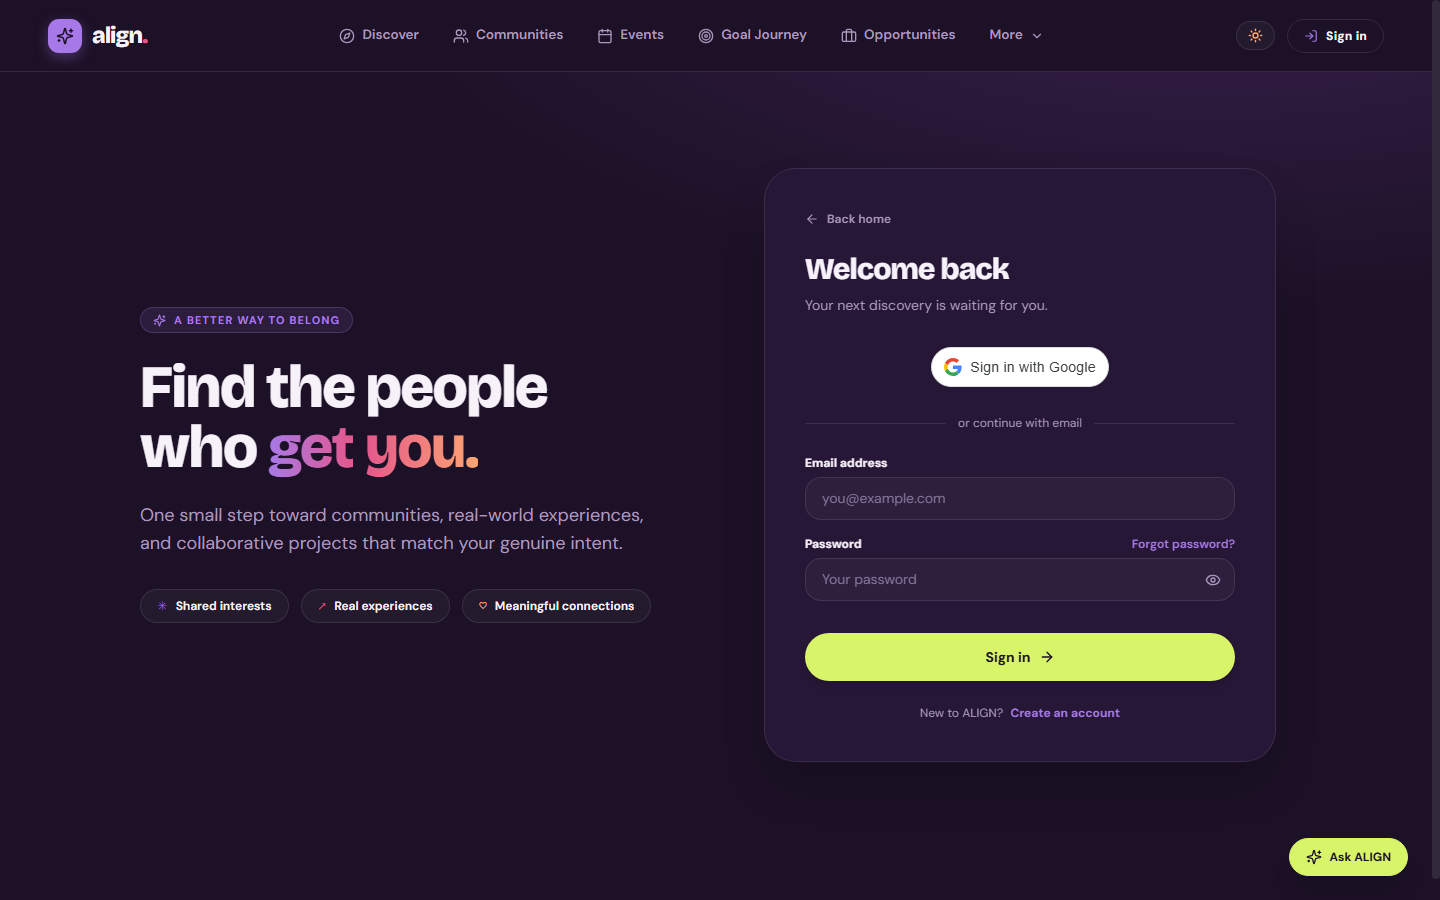 align.
Discover
Communities
Events
Goal Journey
Opportunities
More
Sign in
A BETTER WAY TO BELONG
Find the people
who get you.
One small step toward communities, real-world experiences,
and collaborative projects that match your genuine intent.
Shared interests
Real experiences
Meaningful connections
Back home
Welcome back
Your next discovery is waiting for you.
Sign in with Google
or continue with email
Email address
you@example.com
Password
Forgot password?
Your password
Sign in
New to ALIGN? Create an account
Ask ALIGN